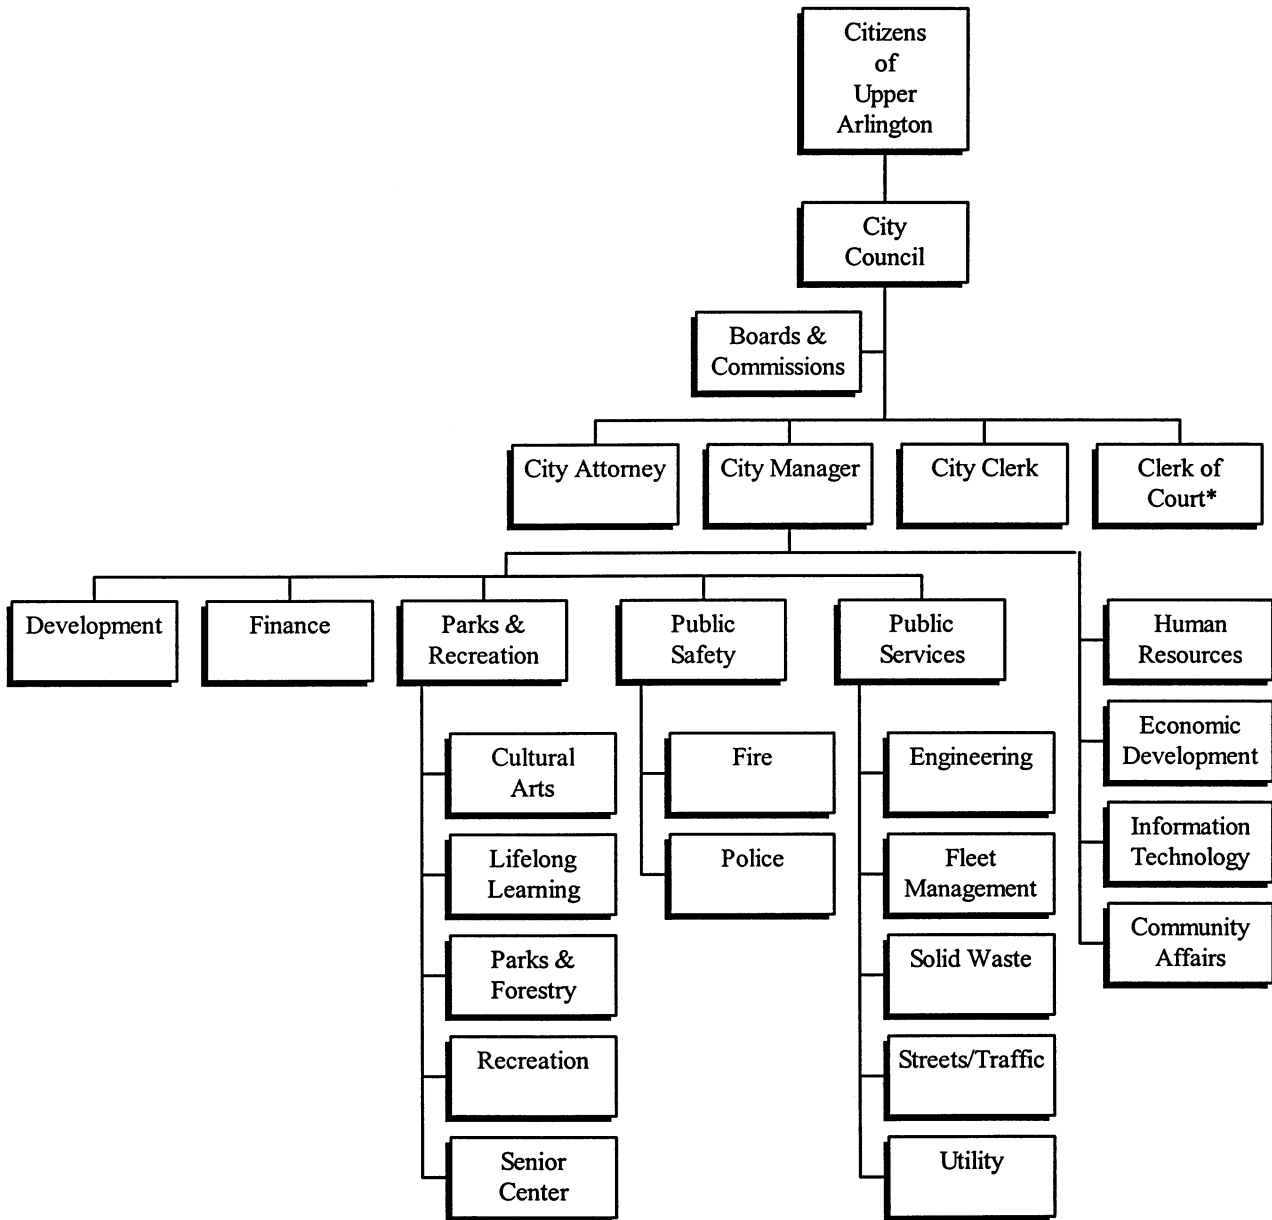 Citizens
of
Upper
Arlington
City
Council
Boards &
Commissions
City Attorney
City Manager
City Clerk
Clerk of
Court*
Development
Finance
Parks &
Recreation
Public
Safety
Public
Services
Human
Resources
Economic
Development
Information
Technology
Community
Affairs
Cultural
Arts
Lifelong
Learning
Parks &
Forestry
Recreation
Senior
Center
Fire
Police
Engineering
Fleet
Management
Solid Waste
Streets/Traffic
Utility